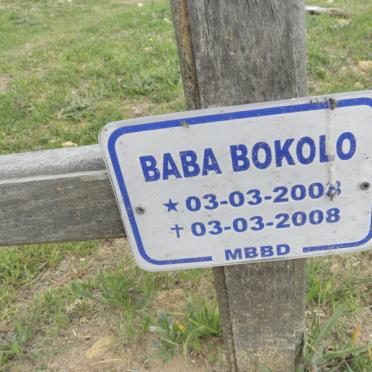 BABA BOKOLO
★ 03-03-2008
† 03-03-2008
MBBD